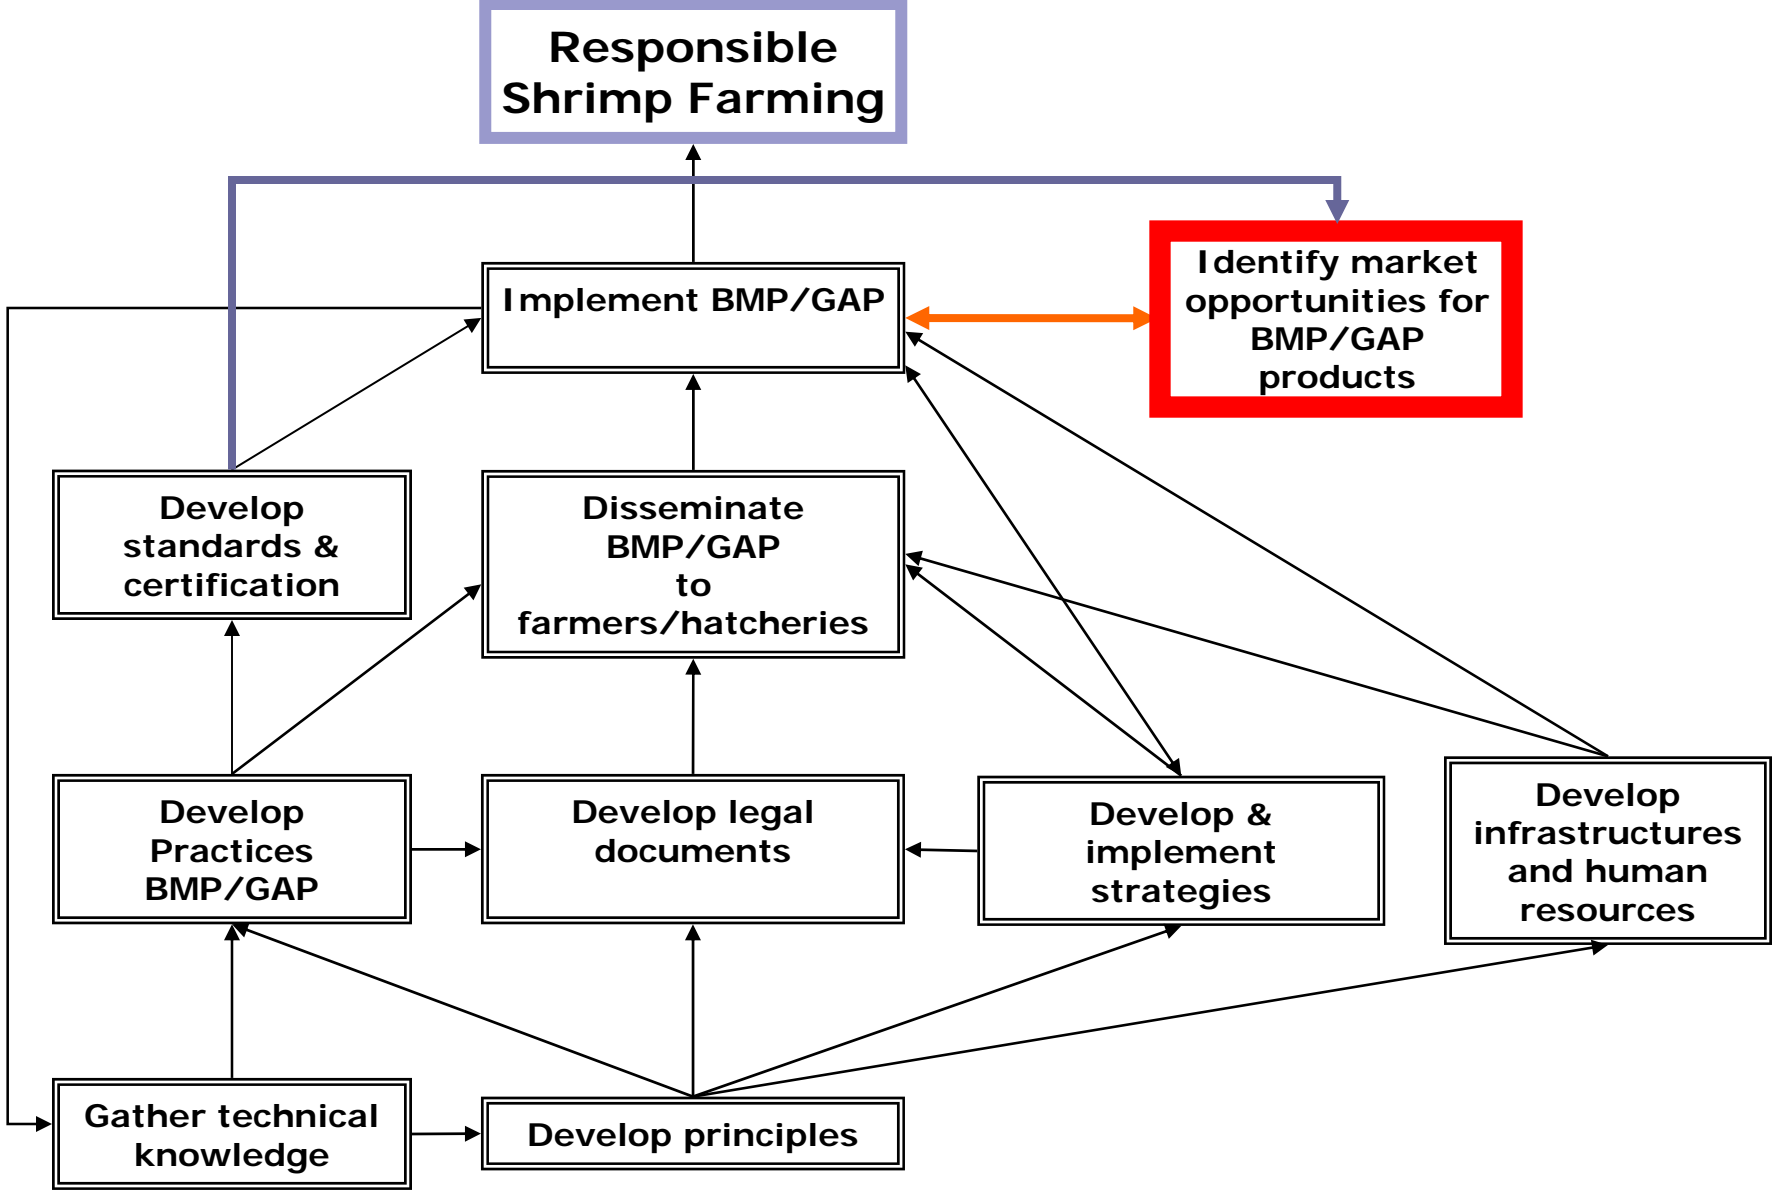 Responsible
Shrimp Farming
Implement BMP/GAP
Identify market
opportunities for
BMP/GAP
products
Develop
standards &
certification
Disseminate
BMP/GAP
to
farmers/hatcheries
Develop
Practices
BMP/GAP
Develop legal
documents
Develop &
implement
strategies
Develop
infrastructures
and human
resources
Gather technical
knowledge
Develop principles